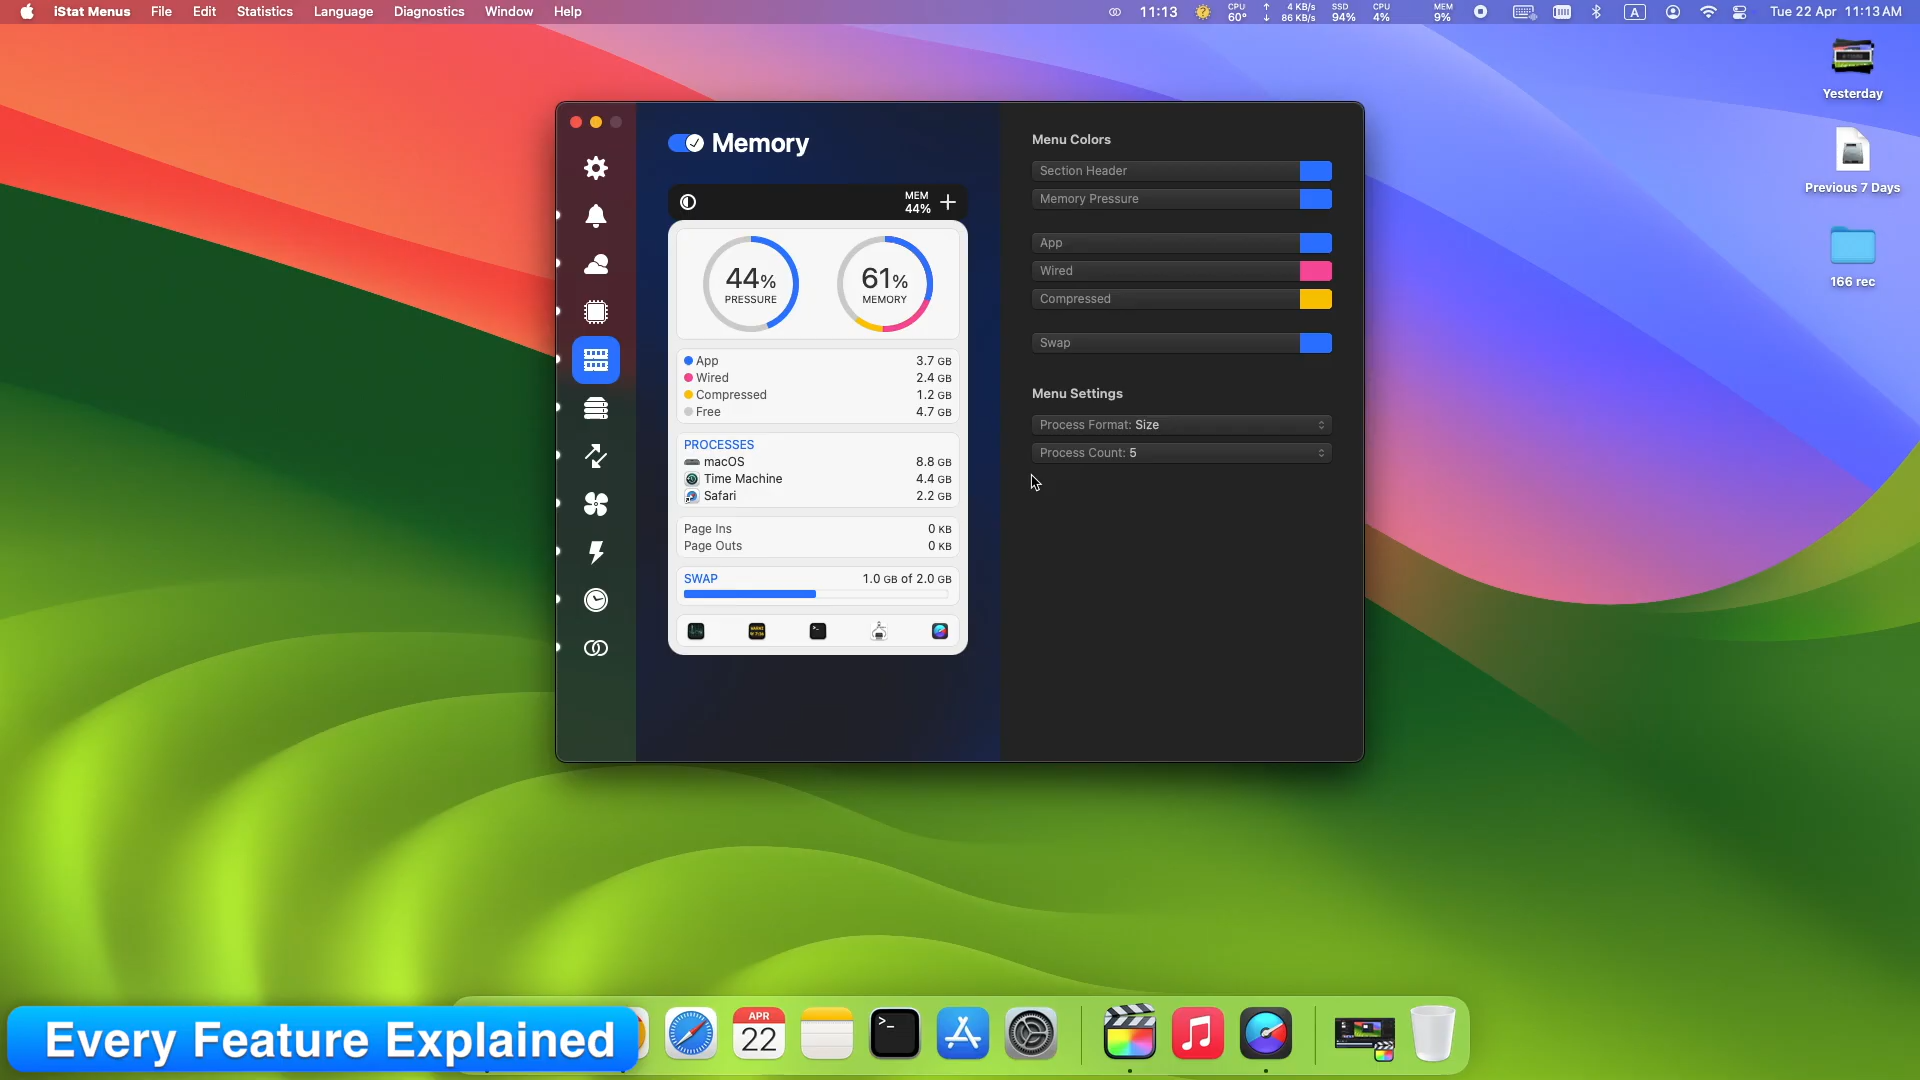 iStat Menus File Edit Statistics Language Diagnostics Window Help
11:13 CPU 60° 4 KB/s 86 KB/s SSD 94% CPU 4% MEM 9% A Tue 22 Apr 11:13 AM
Yesterday
Previous 7 Days
166 rec
Memory
MEM
44%
44%
PRESSURE
61%
MEMORY
App 3.7 GB
Wired 2.4 GB
Compressed 1.2 GB
Free 4.7 GB
PROCESSES
macOS 8.8 GB
Time Machine 4.4 GB
Safari 2.2 GB
Page Ins 0 KB
Page Outs 0 KB
SWAP 1.0 GB of 2.0 GB
Menu Colors
Section Header
Memory Pressure
App
Wired
Compressed
Swap
Menu Settings
Process Format: Size
Process Count: 5
Every Feature Explained
APR
22